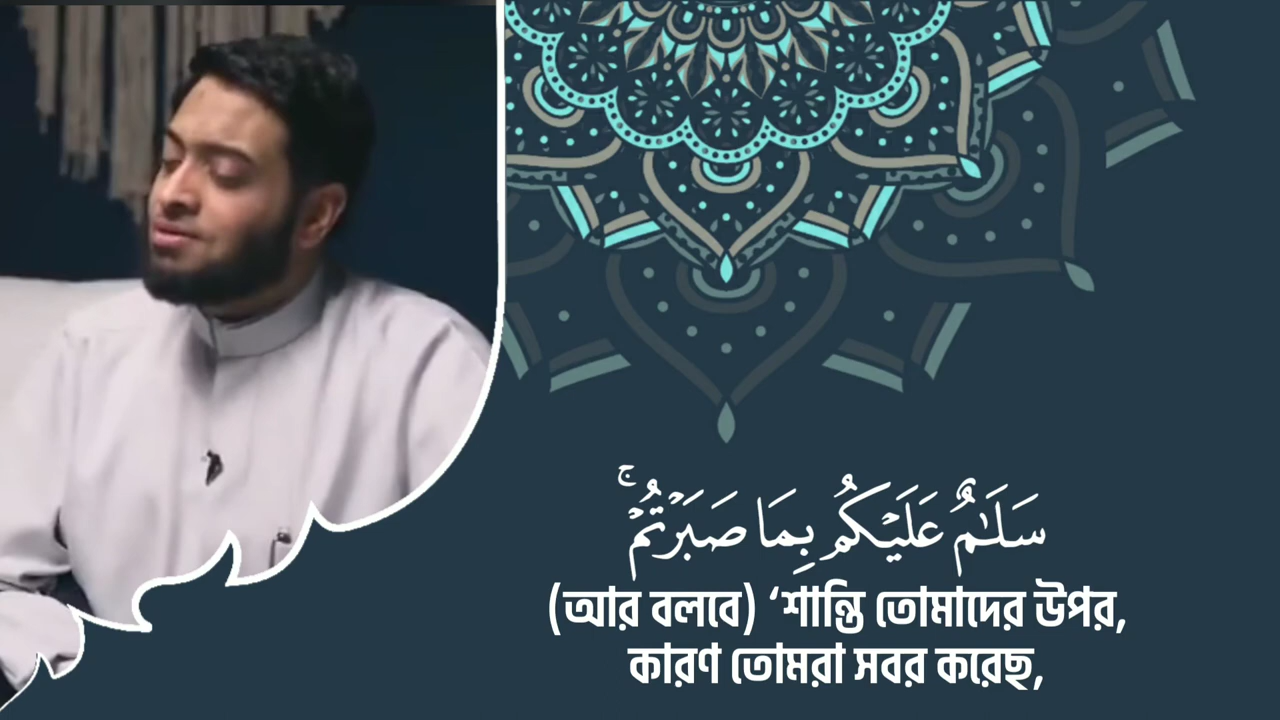 سَلَـٰمٌ عَلَيْكُم بِمَا صَبَرْتُمْ ۚ
(আর বলবে) ‘শান্তি তোমাদের উপর,
কারণ তোমরা সবর করেছ,